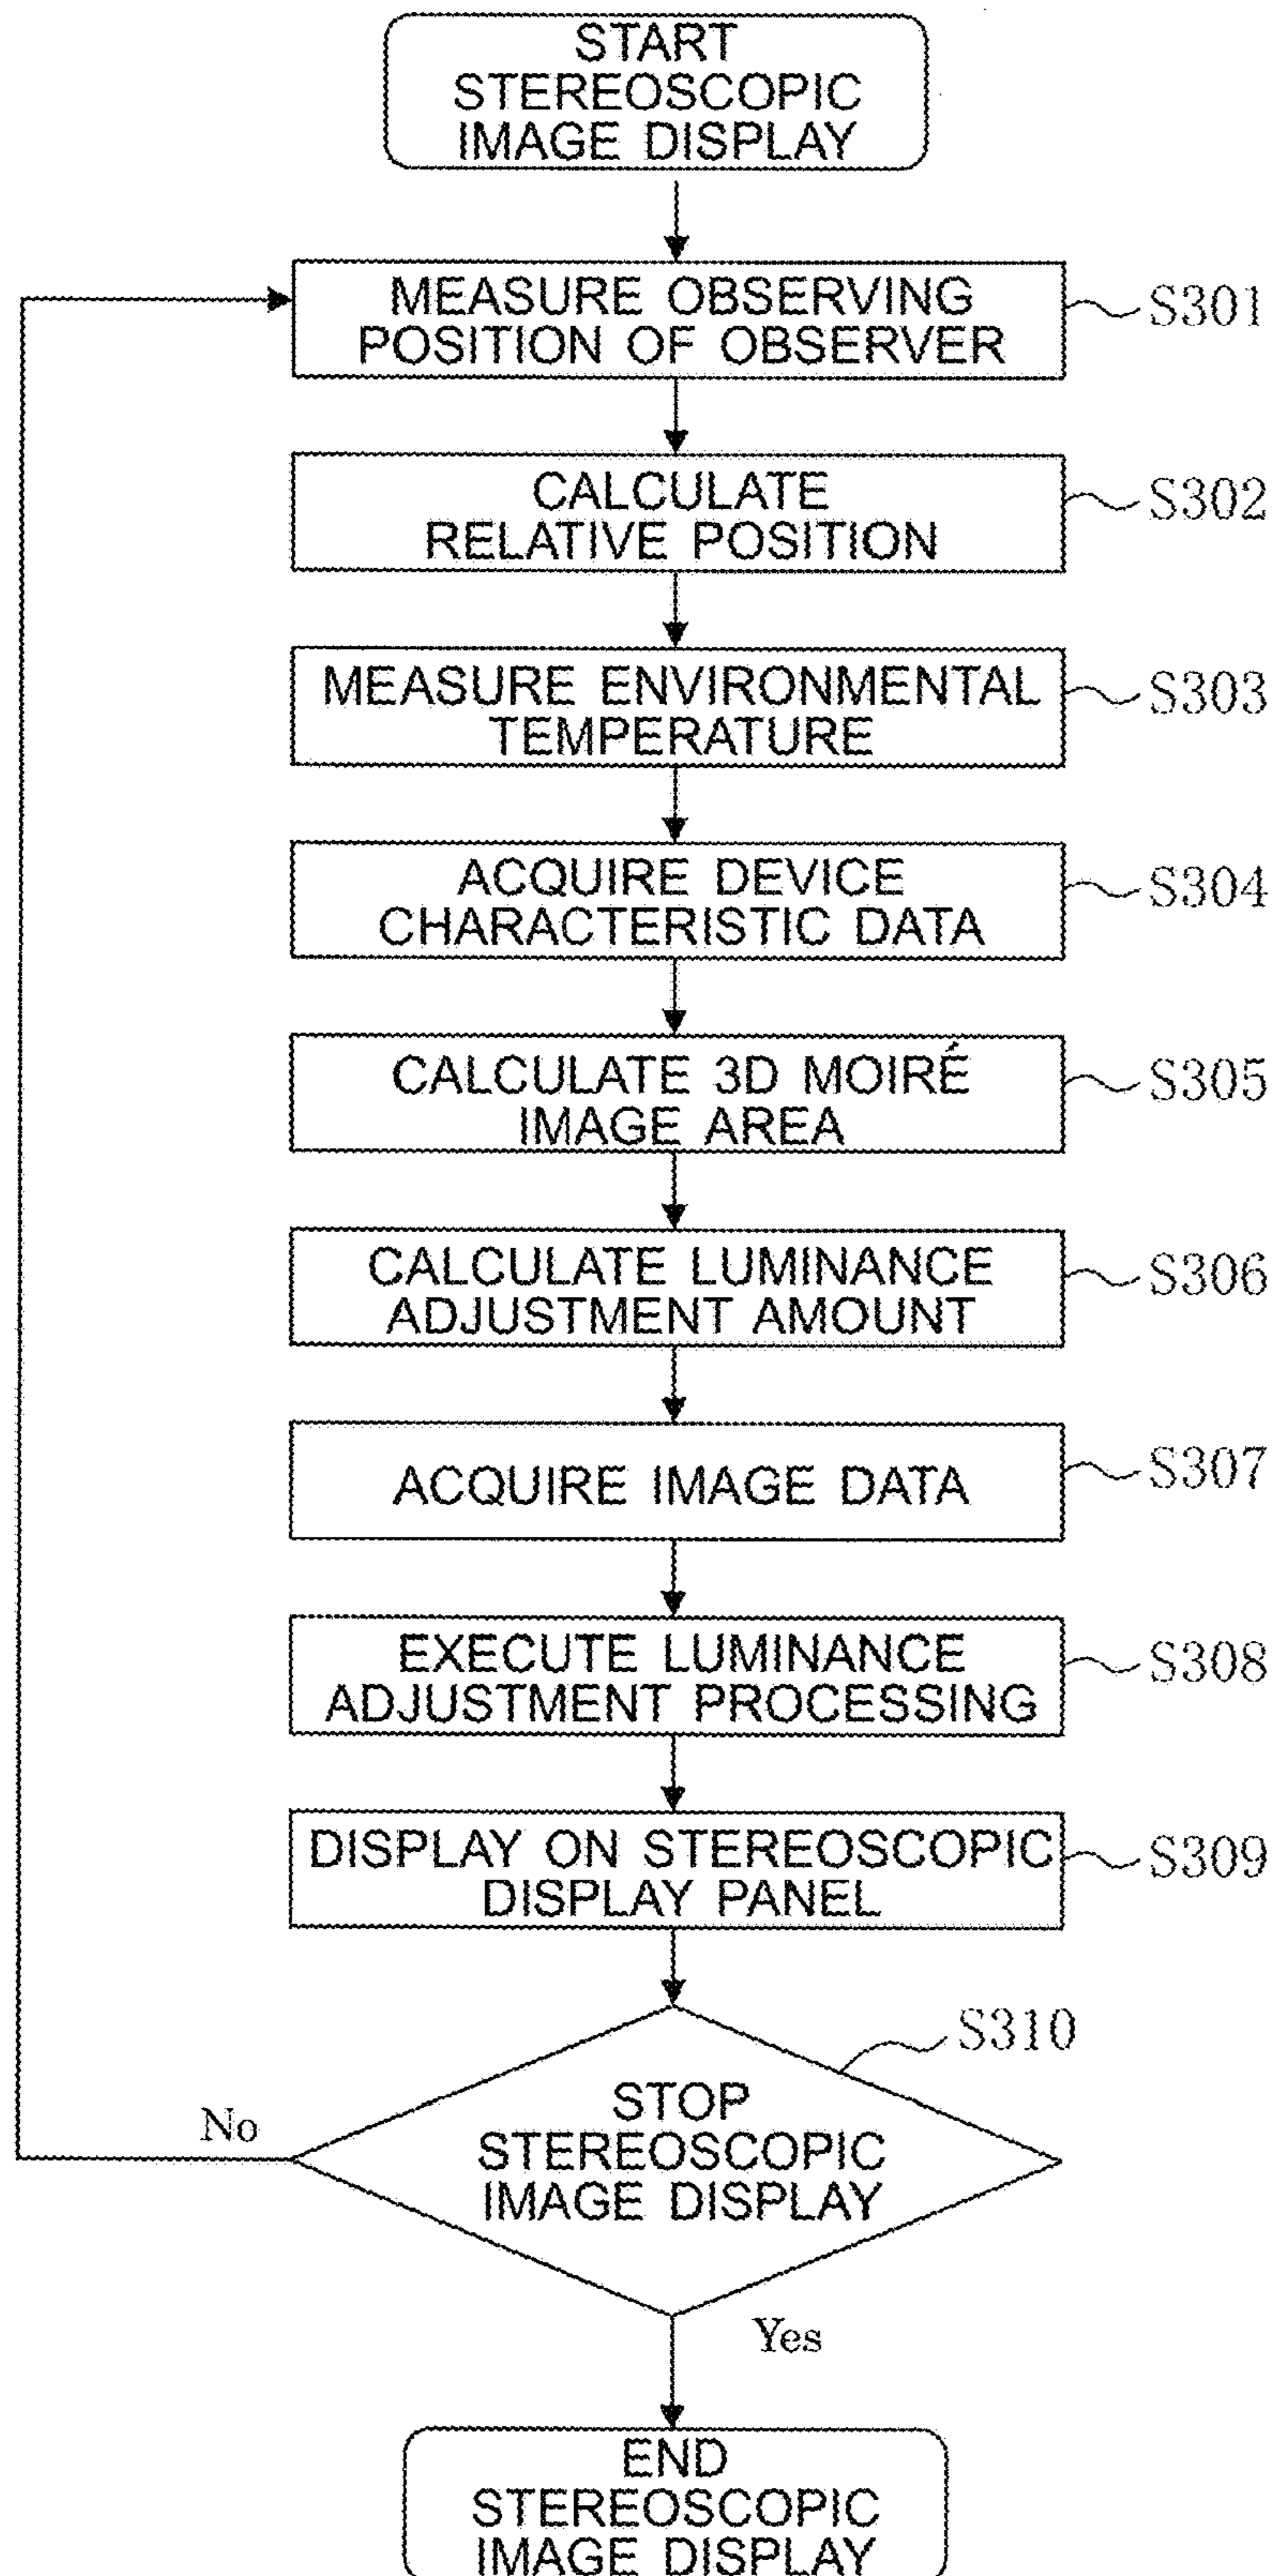 START
STEREOSCOPIC
IMAGE DISPLAY
MEASURE OBSERVING
POSITION OF OBSERVER
S301
CALCULATE
RELATIVE POSITION
S302
MEASURE ENVIRONMENTAL
TEMPERATURE
S303
ACQUIRE DEVICE
CHARACTERISTIC DATA
S304
CALCULATE 3D MOIRÉ
IMAGE AREA
S305
CALCULATE LUMINANCE
ADJUSTMENT AMOUNT
S306
ACQUIRE IMAGE DATA
S307
EXECUTE LUMINANCE
ADJUSTMENT PROCESSING
S308
DISPLAY ON STEREOSCOPIC
DISPLAY PANEL
S309
S310
STOP
STEREOSCOPIC
IMAGE DISPLAY
No
Yes
END
STEREOSCOPIC
IMAGE DISPLAY